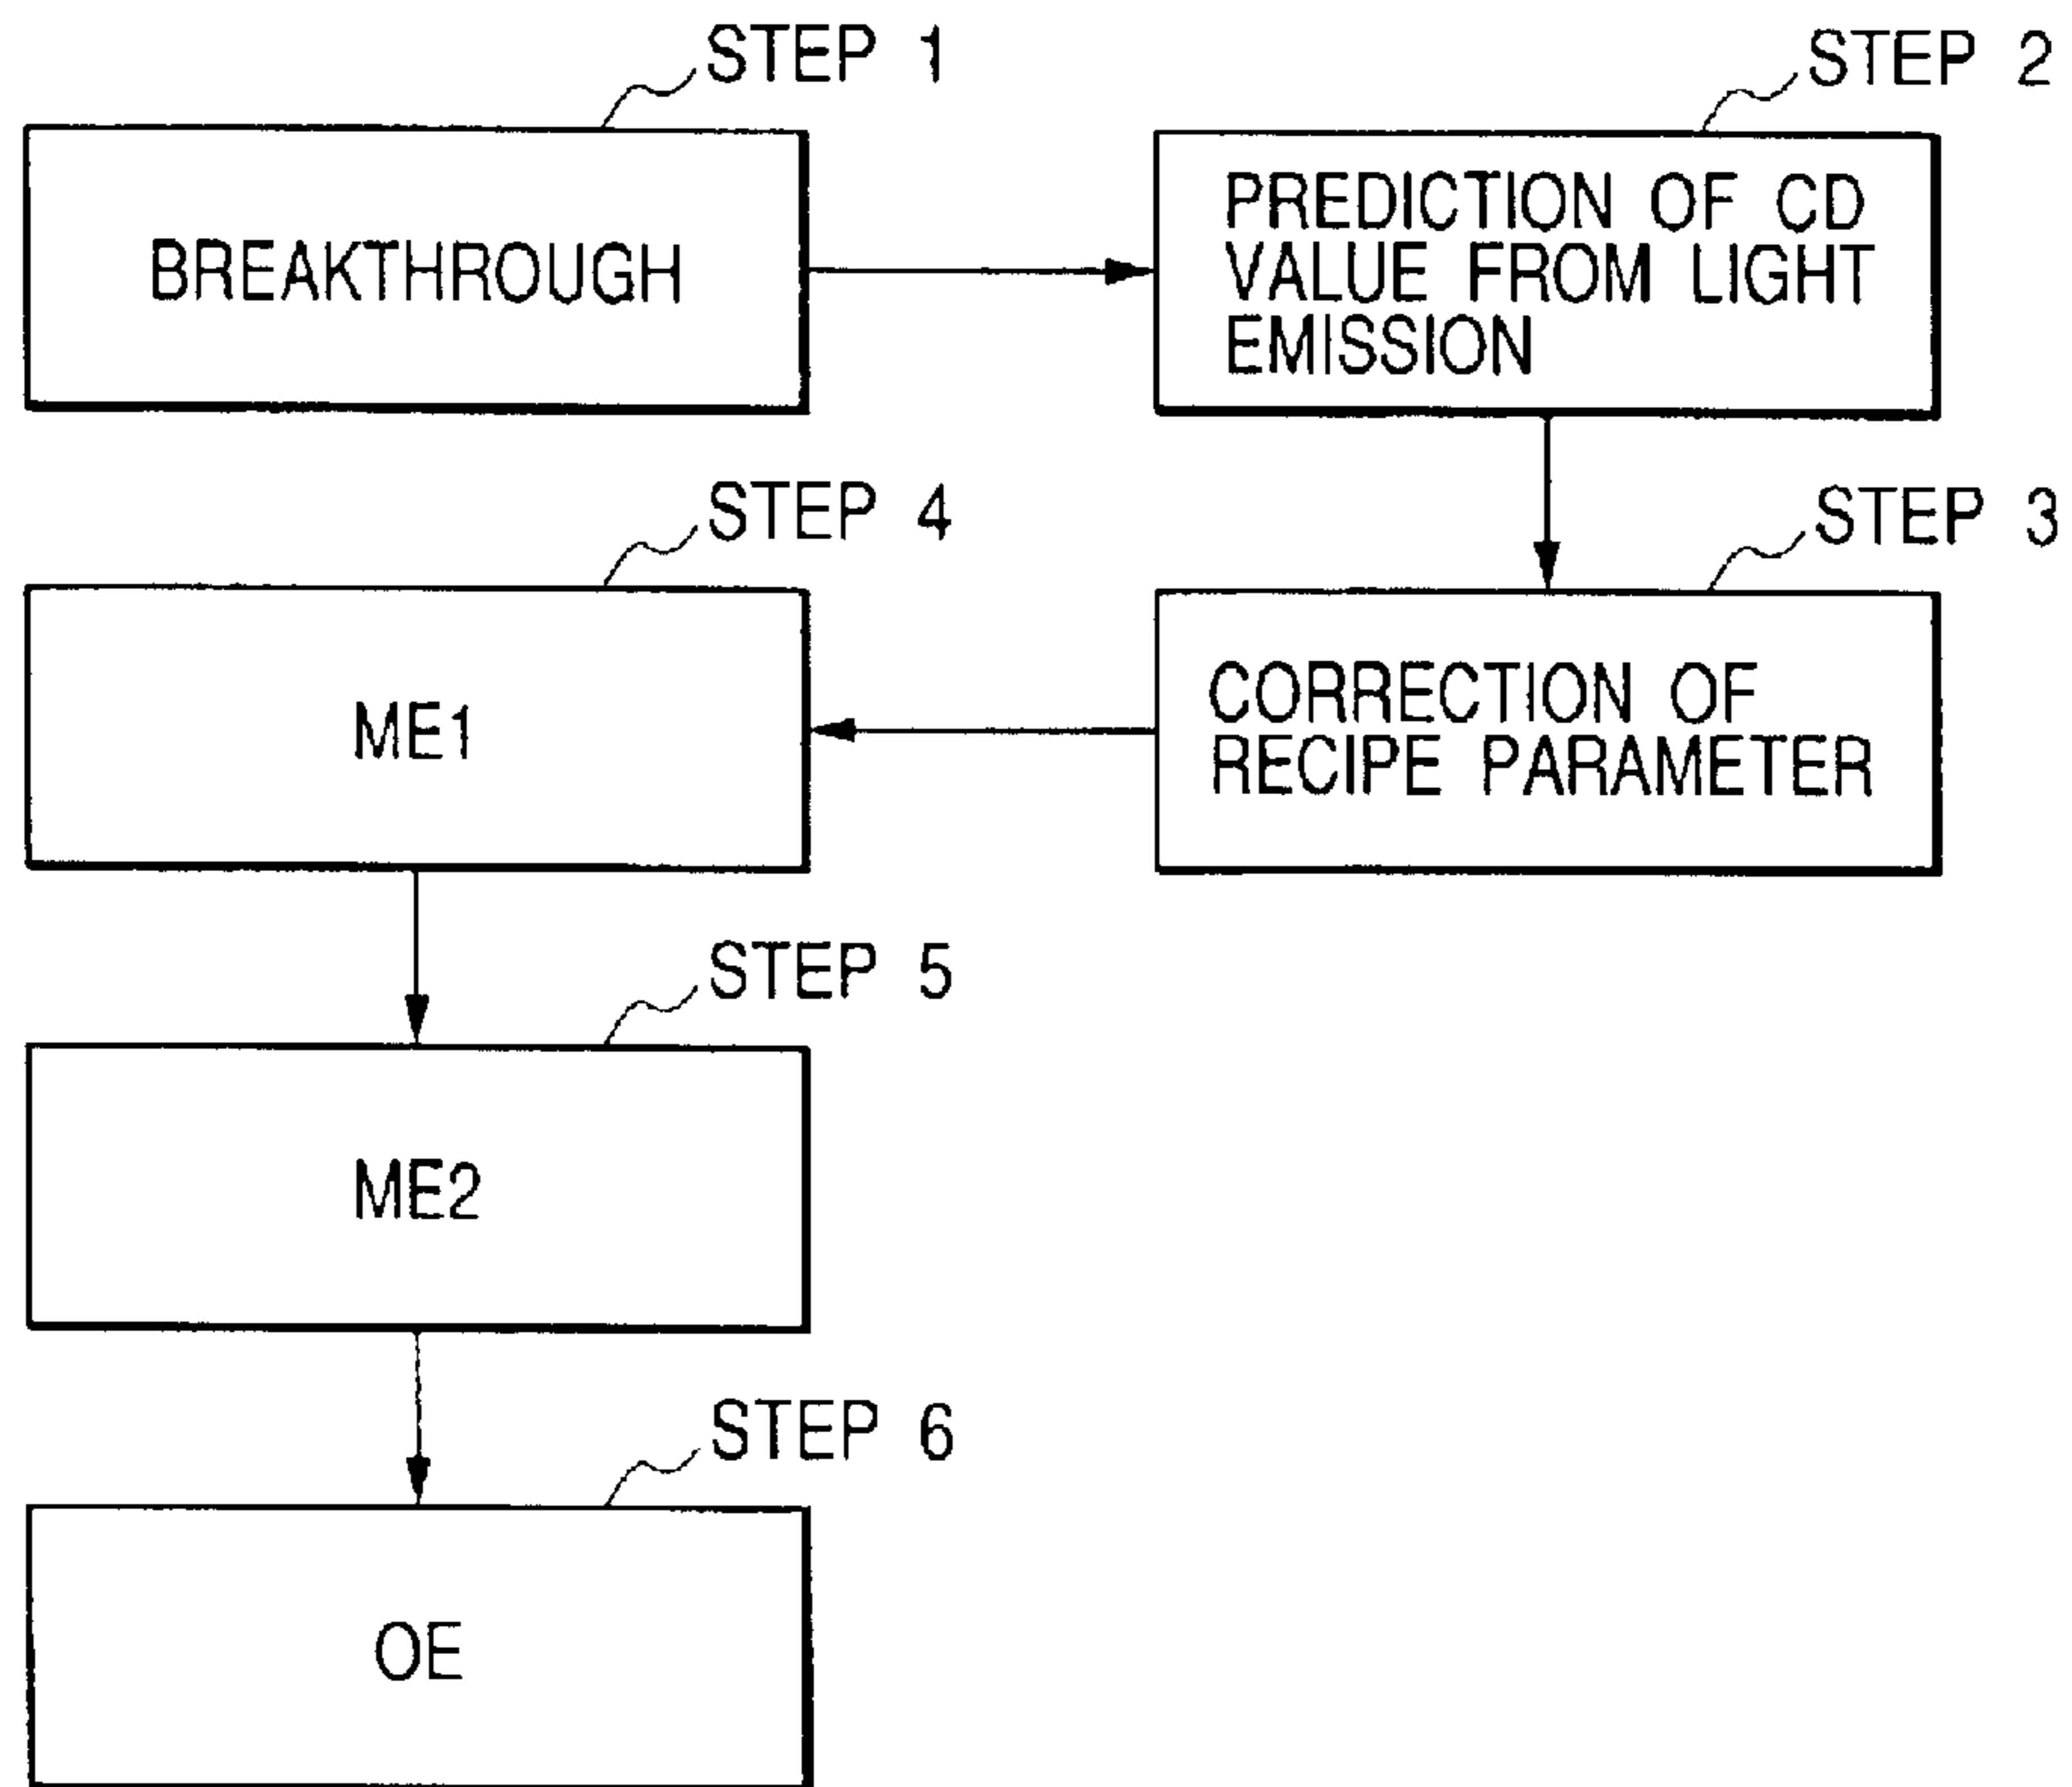 STEP 1
BREAKTHROUGH
STEP 2
PREDICTION OF CD
VALUE FROM LIGHT
EMISSION
STEP 3
CORRECTION OF
RECIPE PARAMETER
STEP 4
ME1
STEP 5
ME2
STEP 6
OE